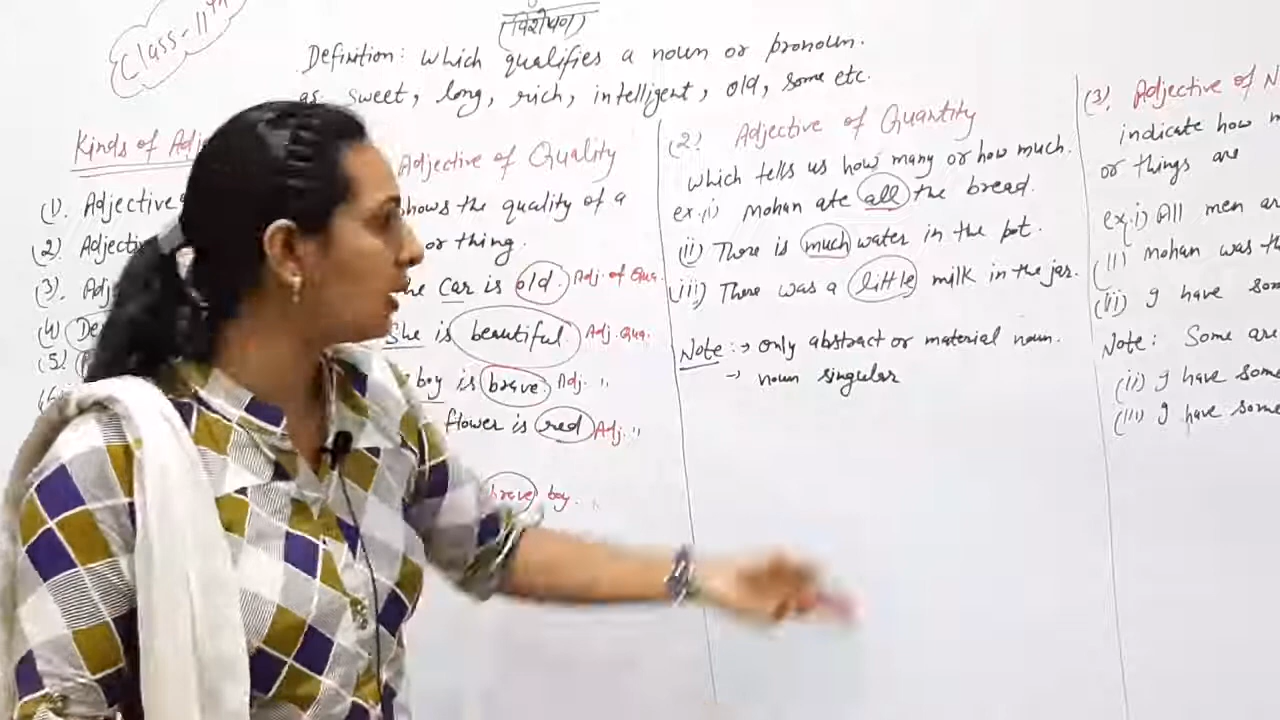 Class-11th
(विशेषण)
Definition: Which qualifies a noun or pronoun.
as sweet, long, rich, intelligent, old, some etc.
Kinds of Adj
(1). Adjective
(2) Adjecti
(3). Adj
(4) De
(5)
Adjective of Quality
shows the quality of a
or thing.
he car is old. Adj. of Qua.
She is beautiful. Adj. Qua.
boy is brave. Adj. "
flower is red Adj. "
brave boy.
(2) Adjective of Quantity
which tells us how many or how much.
ex. i) Mohan ate all the bread.
(ii) There is much water in the pot.
(iii) There was a little milk in the jar.
Note :→ only abstract or material noun.
→ noun singular
(3). Adjective of N
indicate how m
or things are
ex. i) All men ar
(ii) Mohan was th
(iii) I have som
Note: Some are
(ii) I have some
(iii) I have some